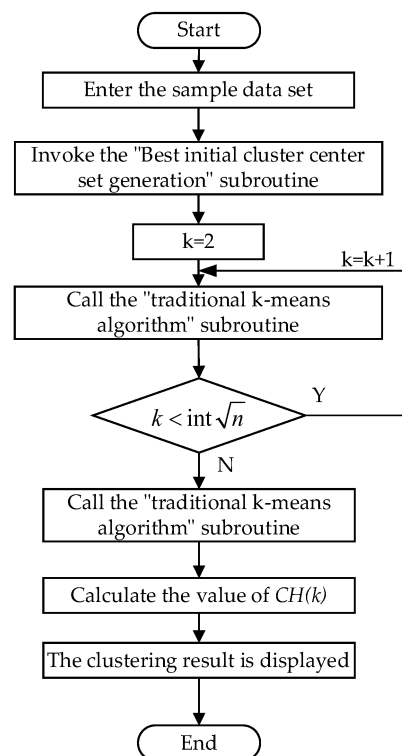 Start
Enter the sample data set
Invoke the "Best initial cluster center
set generation" subroutine
k=2
k=k+1
Call the "traditional k-means
algorithm" subroutine
k < int √n
Y
N
Call the "traditional k-means
algorithm" subroutine
Calculate the value of CH(k)
The clustering result is displayed
End